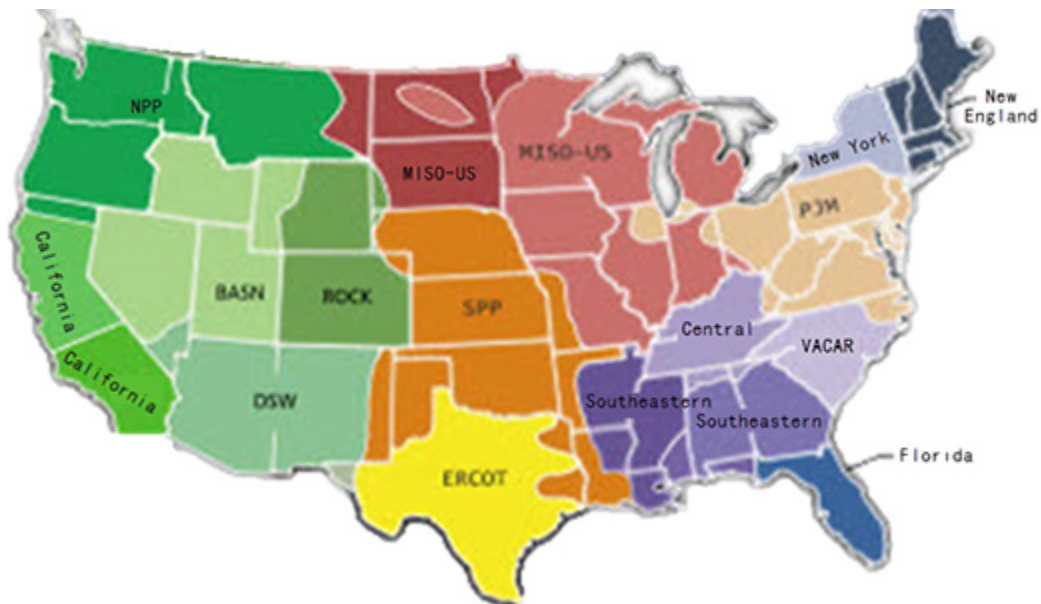 NPP
MISO-US
MISO-US
New
England
New York
PJM
California
BASN
ROCK
SPP
Central
VACAR
California
DSW
Southeastern
Southeastern
ERCOT
Florida